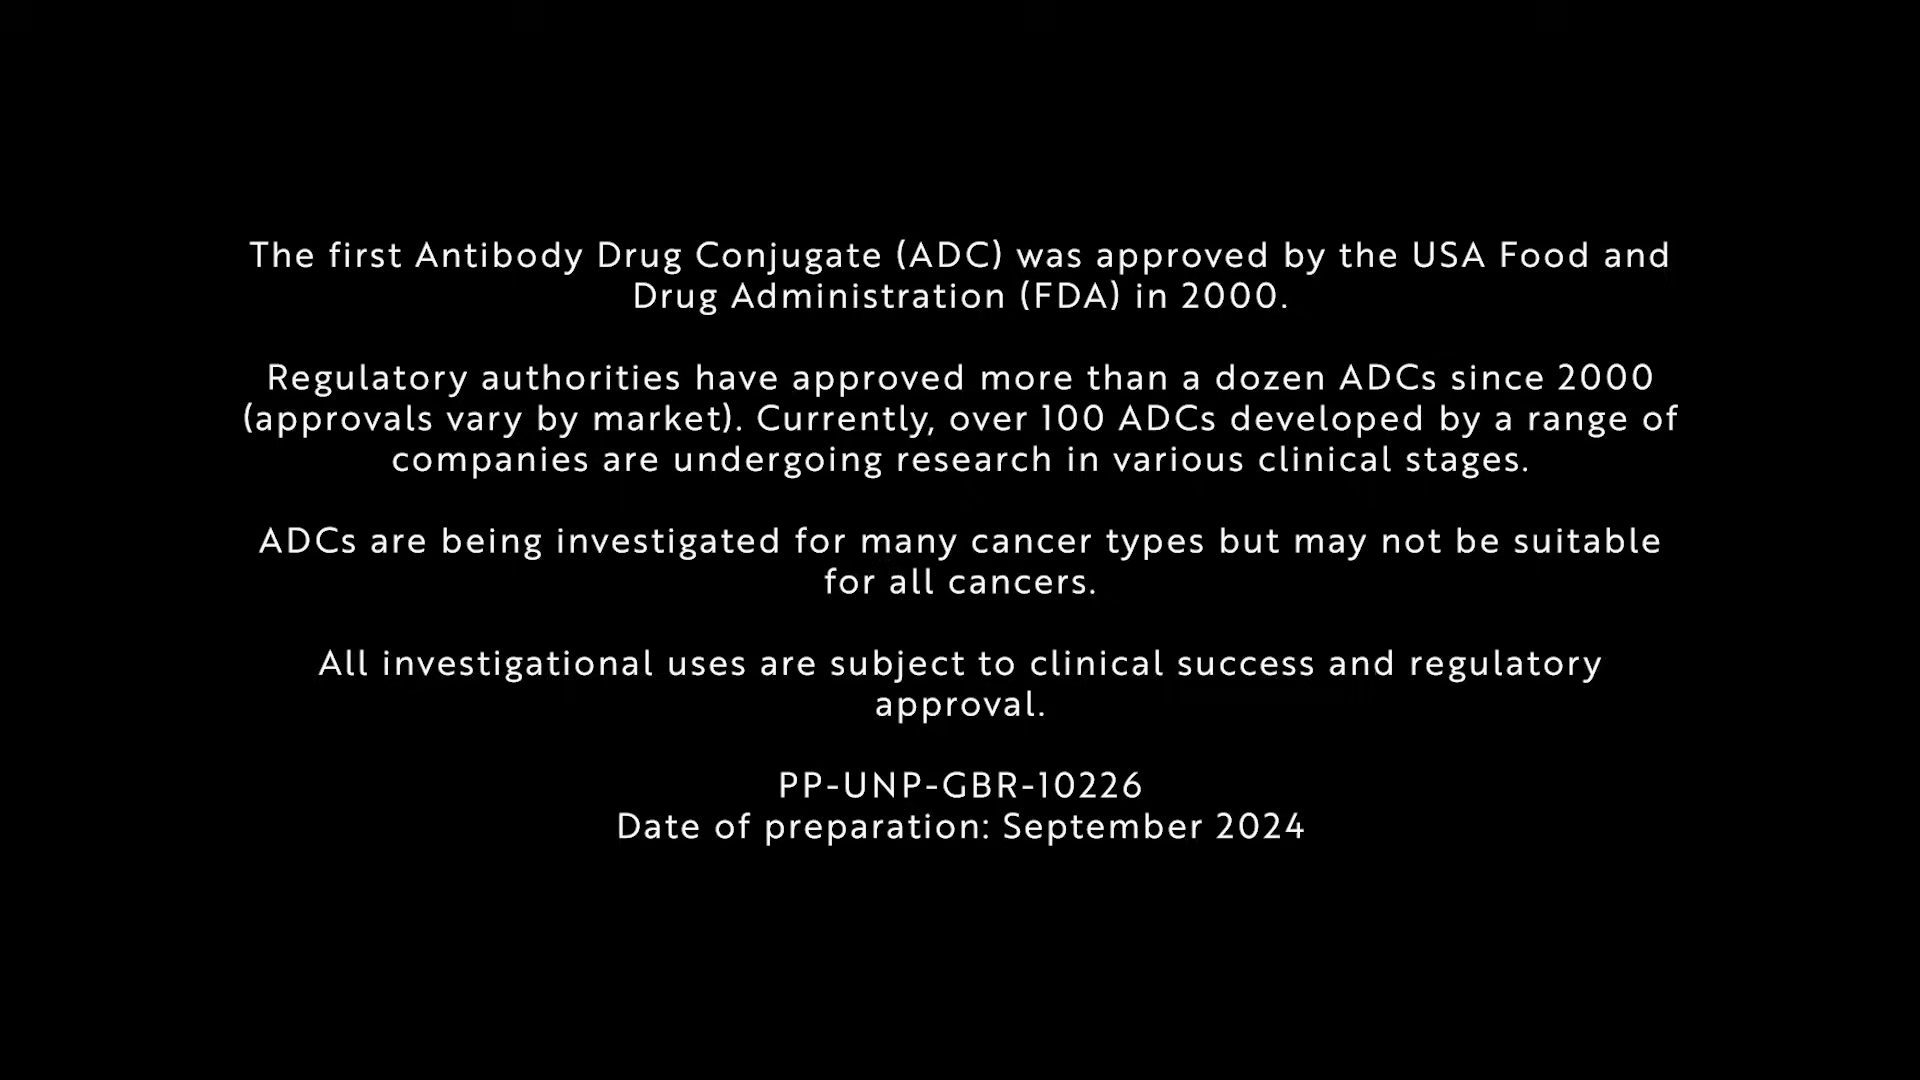 The first Antibody Drug Conjugate (ADC) was approved by the USA Food and
Drug Administration (FDA) in 2000.
Regulatory authorities have approved more than a dozen ADCs since 2000
(approvals vary by market). Currently, over 100 ADCs developed by a range of
companies are undergoing research in various clinical stages.
ADCs are being investigated for many cancer types but may not be suitable
for all cancers.
All investigational uses are subject to clinical success and regulatory
approval.
PP-UNP-GBR-10226
Date of preparation: September 2024